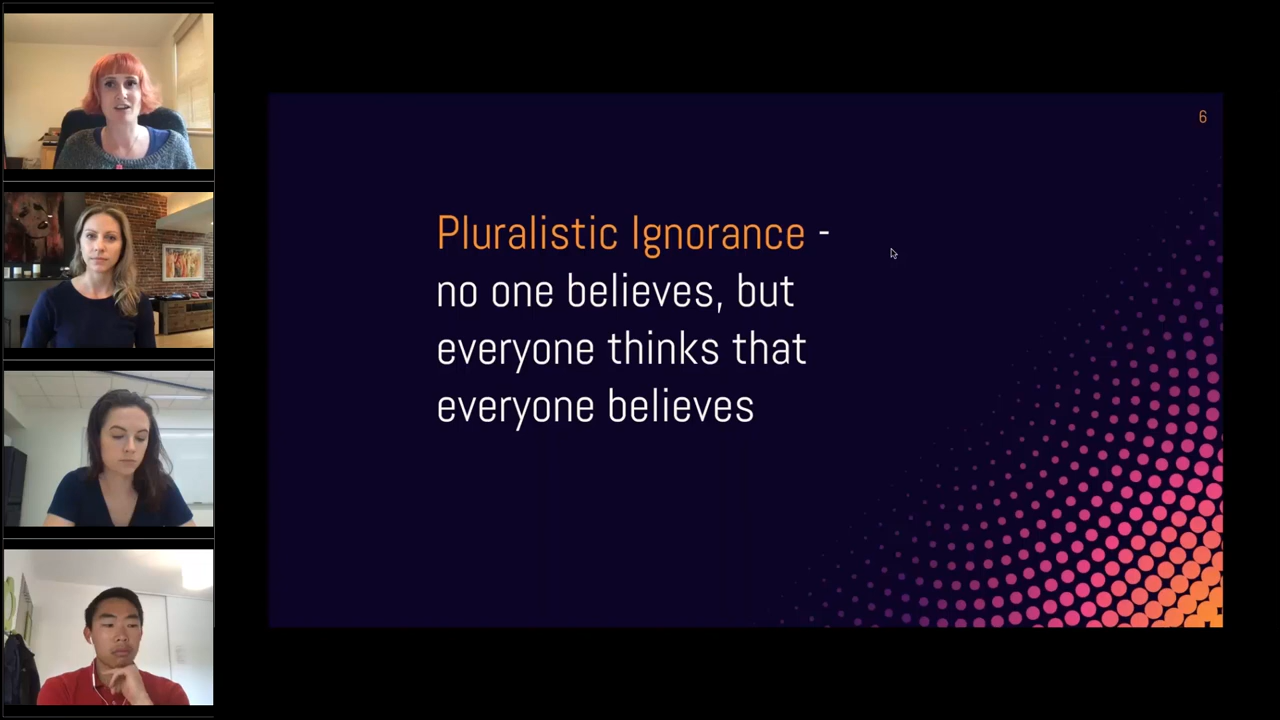 6
Pluralistic Ignorance -
no one believes, but
everyone thinks that
everyone believes